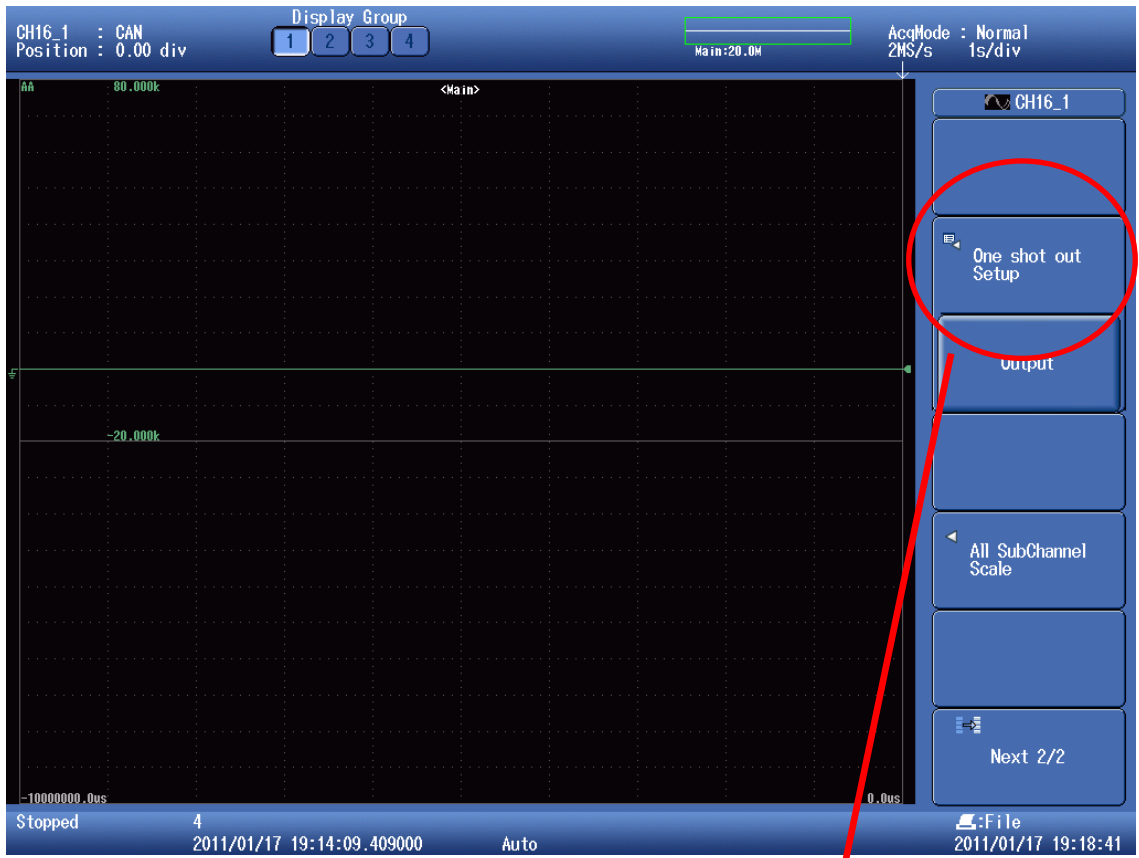 CH16_1 : CAN
Position : 0.00 div
Display Group
1 2 3 4
Main:20.0M
AcqMode : Normal
2MS/s 1s/div
AA 80.000k
<Main>
-20.000k
-10000000.0us
0.0us
CH16_1
One shot out
Setup
Output
All SubChannel
Scale
Next 2/2
Stopped 4
2011/01/17 19:14:09.409000 Auto
:File
2011/01/17 19:18:41